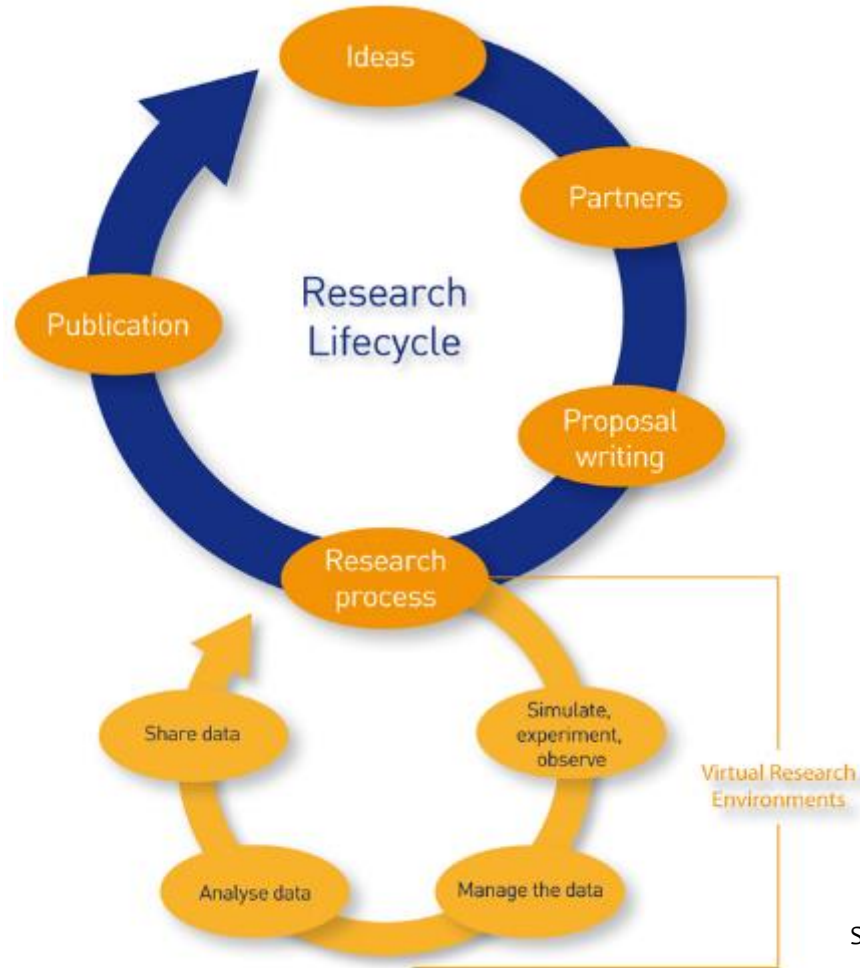 Ideas
Partners
Research
Lifecycle
Publication
Proposal
writing
Research
process
Share data
Simulate,
experiment,
observe
Virtual Research
Environments
Analyse data
Manage the data
S